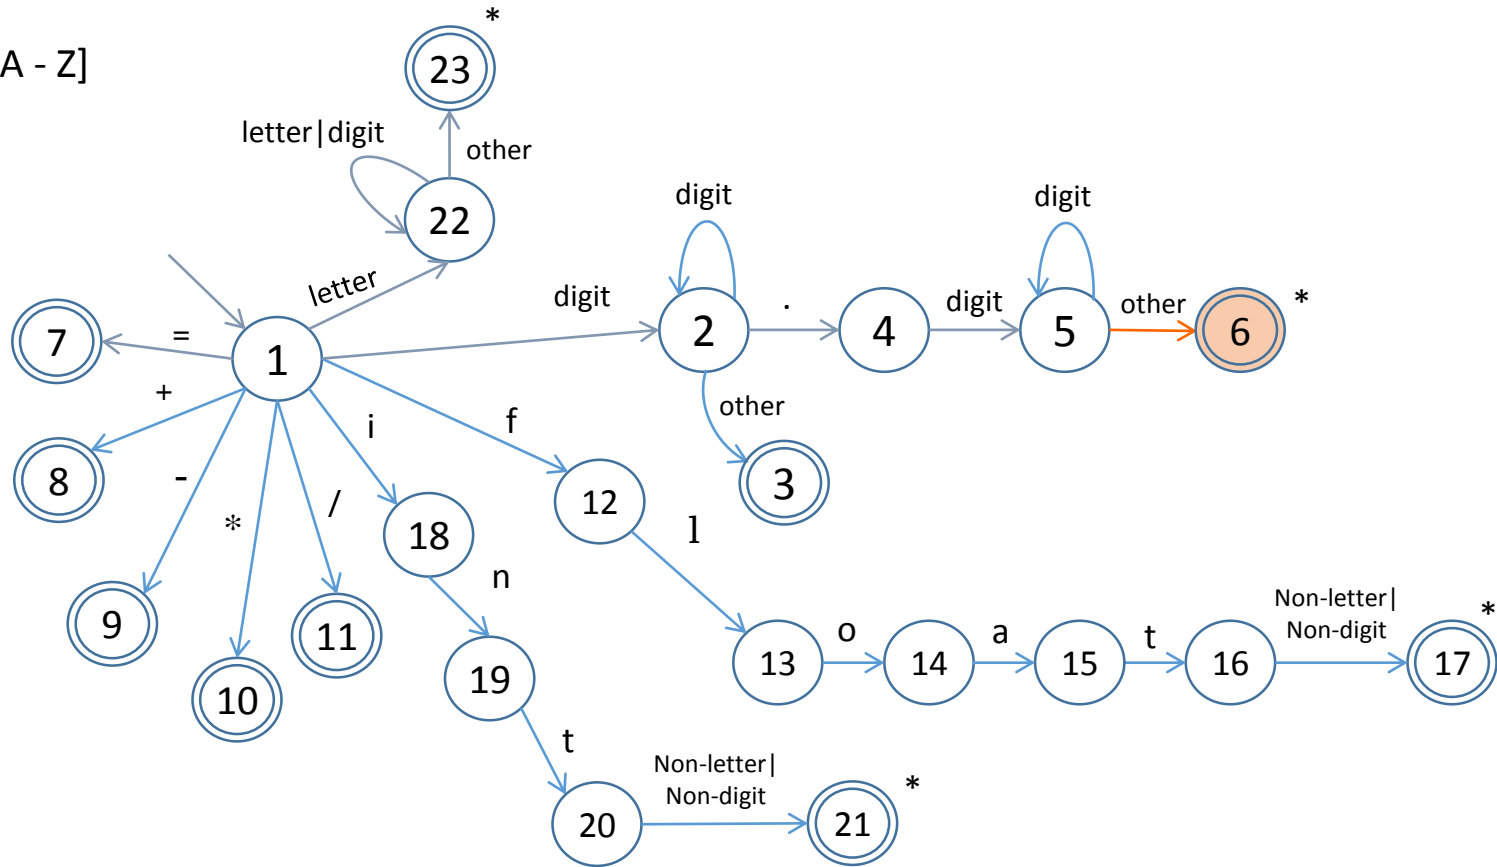 *
23
A - Z]
letter|digit
other
22
digit
digit
letter
digit
.
digit
other
*
7
=
1
2
4
5
6
+
f
other
i
8
-
3
*
/
12
18
l
n
9
11
o
a
t
Non-letter|
Non-digit
*
10
19
13
14
15
16
17
t
Non-letter|
Non-digit
*
20
21